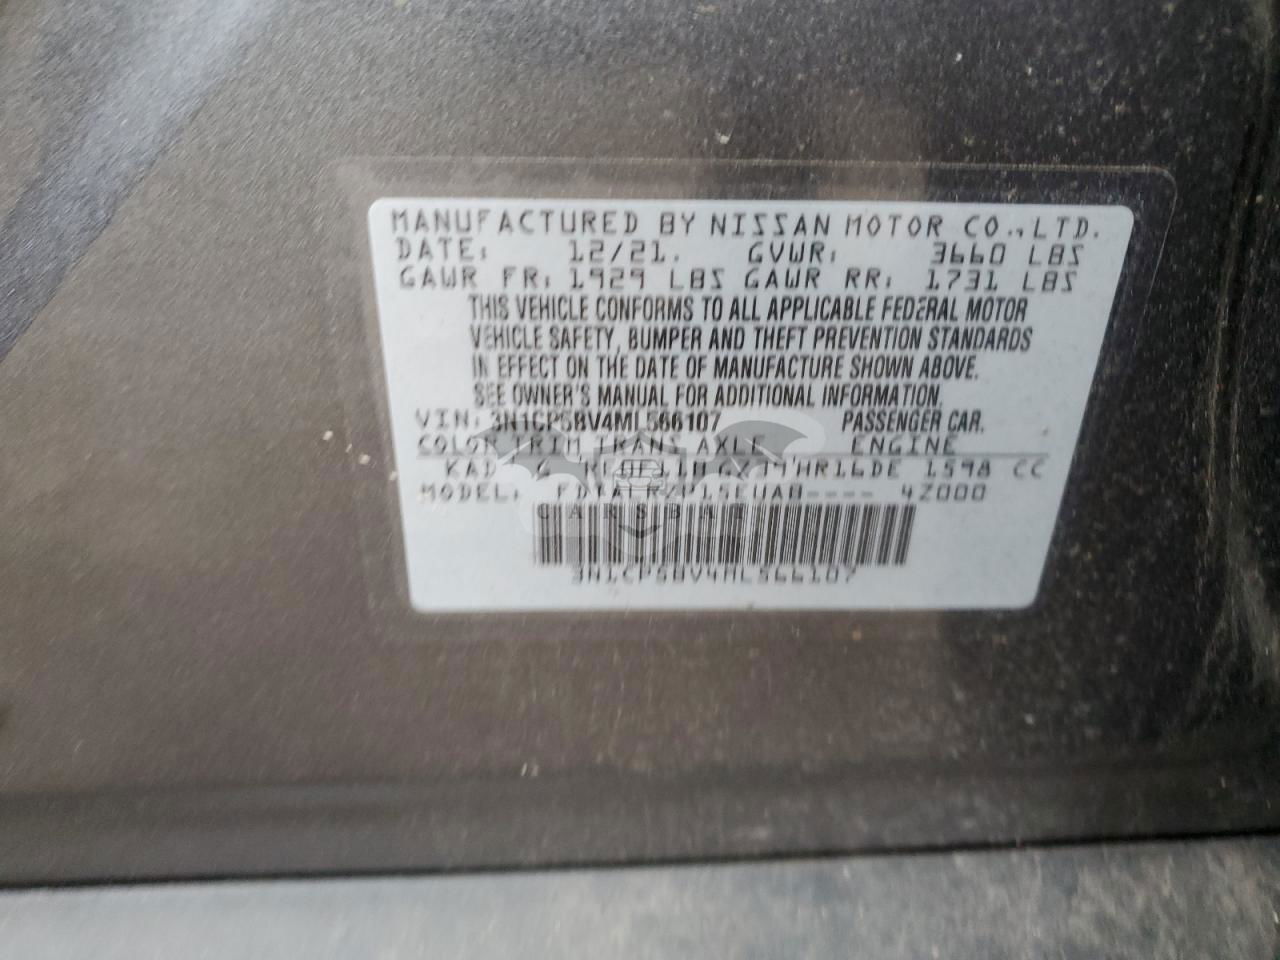 MANUFACTURED BY NISSAN MOTOR CO., LTD.
DATE: 12/21. GVWR: 3660 LBS
GAWR FR: 1929 LBS GAWR RR: 1731 LBS
THIS VEHICLE CONFORMS TO ALL APPLICABLE FEDERAL MOTOR
VEHICLE SAFETY, BUMPER AND THEFT PREVENTION STANDARDS
IN EFFECT ON THE DATE OF MANUFACTURE SHOWN ABOVE.
SEE OWNER'S MANUAL FOR ADDITIONAL INFORMATION.
VIN: 3N1CP5BV4ML566107 PASSENGER CAR.
COLOR TRIM TRANS AXLE ENGINE
KAD G HR16DE 1598 CC
MODEL: 4Z000
CARSBAT
3N1CP5BV4ML566107